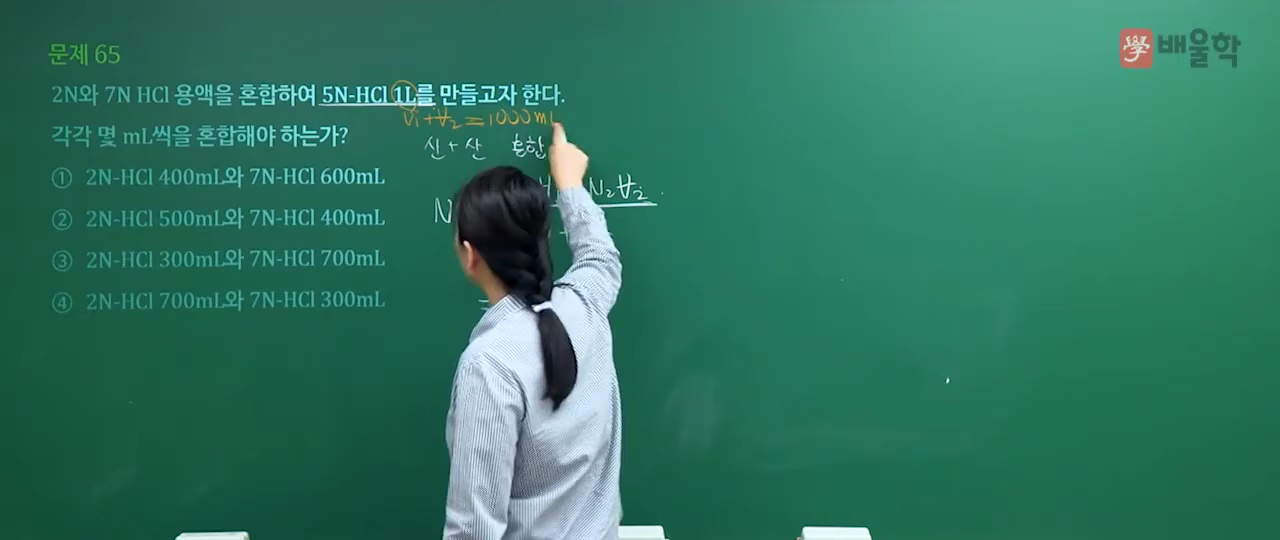 學 배울학
문제 65
2N와 7N HCl 용액을 혼합하여 5N-HCl 1L를 만들고자 한다.
V₁+V₂=1000mL
각각 몇 mL씩을 혼합해야 하는가?
산 + 산 혼합
① 2N-HCl 400mL와 7N-HCl 600mL
N₂V₂
N
② 2N-HCl 500mL와 7N-HCl 400mL
+
③ 2N-HCl 300mL와 7N-HCl 700mL
④ 2N-HCl 700mL와 7N-HCl 300mL
=